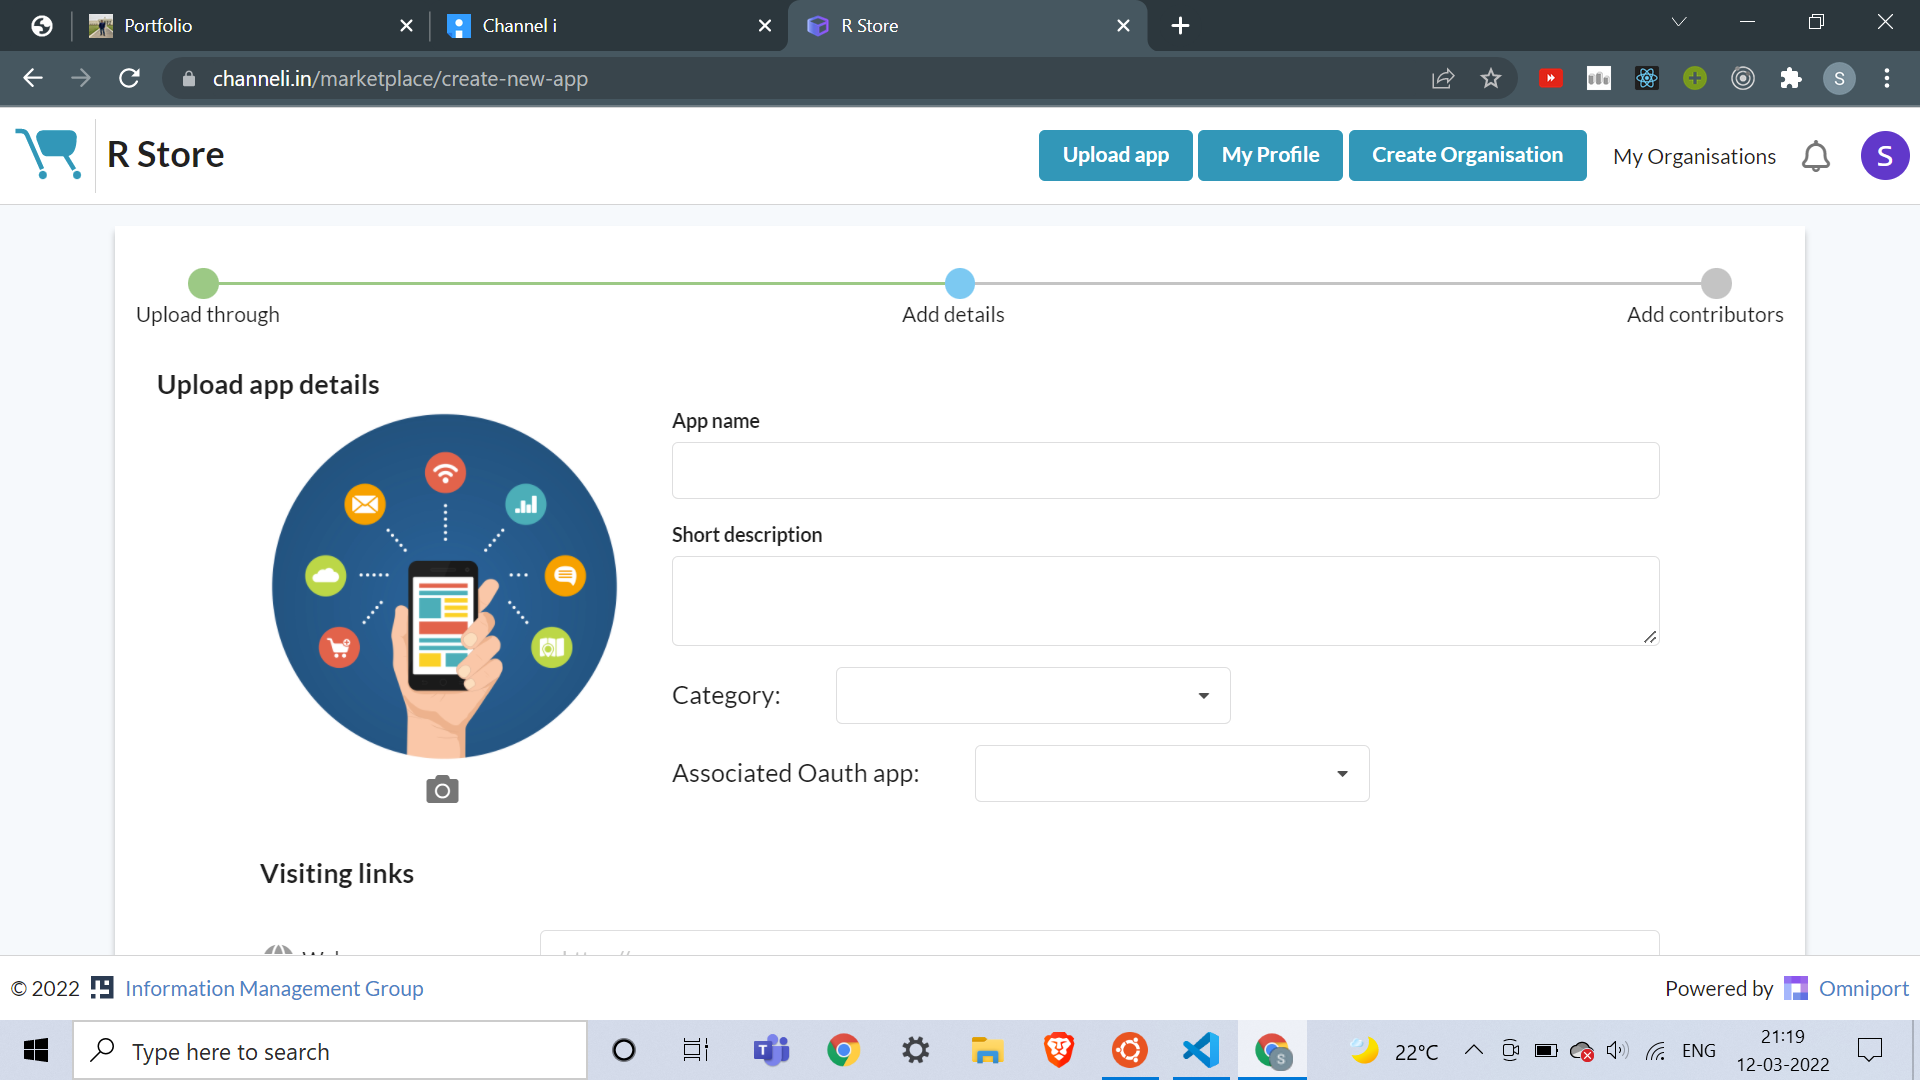 Portfolio
Channel i
R Store
channeli.in/marketplace/create-new-app
S
R Store
Upload app
My Profile
Create Organisation
My Organisations
S
Upload through
Add details
Add contributors
Upload app details
App name
Short description
Category:
Associated Oauth app:
Visiting links
© 2022
Information Management Group
Powered by
Omniport
Type here to search
T
S
22°C
ENG
21:19
12-03-2022